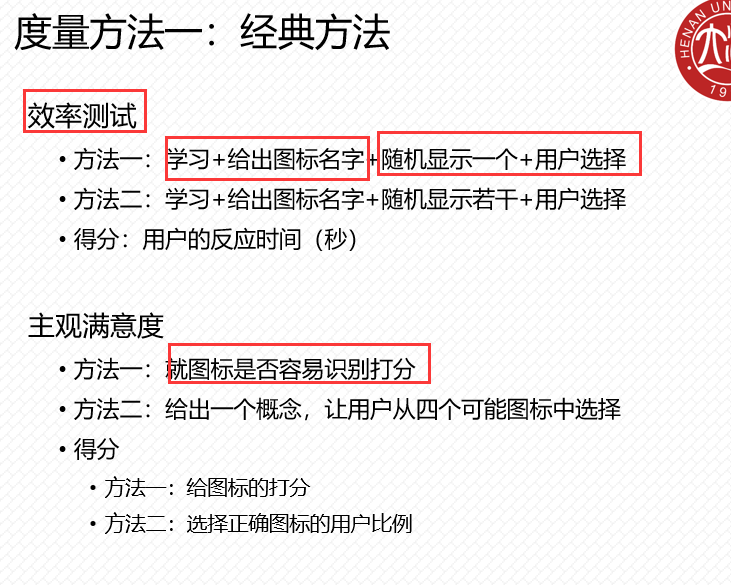 度量方法一：经典方法
HENAN UN
19
效率测试
• 方法一：学习+给出图标名字+随机显示一个+用户选择
• 方法二：学习+给出图标名字+随机显示若干+用户选择
• 得分：用户的反应时间（秒）
主观满意度
• 方法一：就图标是否容易识别打分
• 方法二：给出一个概念，让用户从四个可能图标中选择
• 得分
• 方法一：给图标的打分
• 方法二：选择正确图标的用户比例